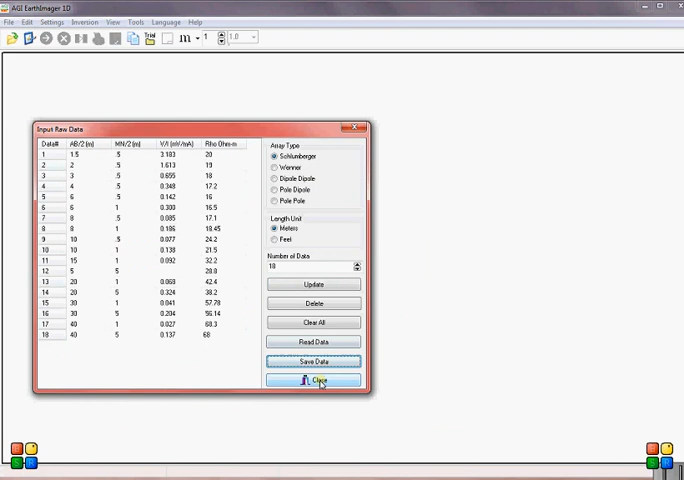 AGI EarthImager 1D
File Edit Settings Inversion View Tools Language Help
Trial m 1 1.0
Input Raw Data
Data# AB/2 (m) MN/2 (m) V/I (mV/mA) Rho Ohm-m
1 1.5 .5 3.183 20
2 2 .5 1.613 19
3 3 .5 0.655 18
4 4 .5 0.348 17.2
5 6 .5 0.142 16
6 6 1 0.300 16.5
7 8 .5 0.085 17.1
8 8 1 0.186 18.45
9 10 .5 0.077 24.2
10 10 1 0.138 21.5
11 15 1 0.092 32.2
12 5 5 28.8
13 20 1 0.068 42.4
14 20 5 0.324 38.2
15 30 1 0.041 57.78
16 30 5 0.204 56.14
17 40 1 0.027 68.3
18 40 5 0.137 68
Array Type
Schlumberger
Wenner
Dipole Dipole
Pole Dipole
Pole Pole
Length Unit
Meters
Feet
Number of Data
18
Update
Delete
Clear All
Read Data
Save Data
Close